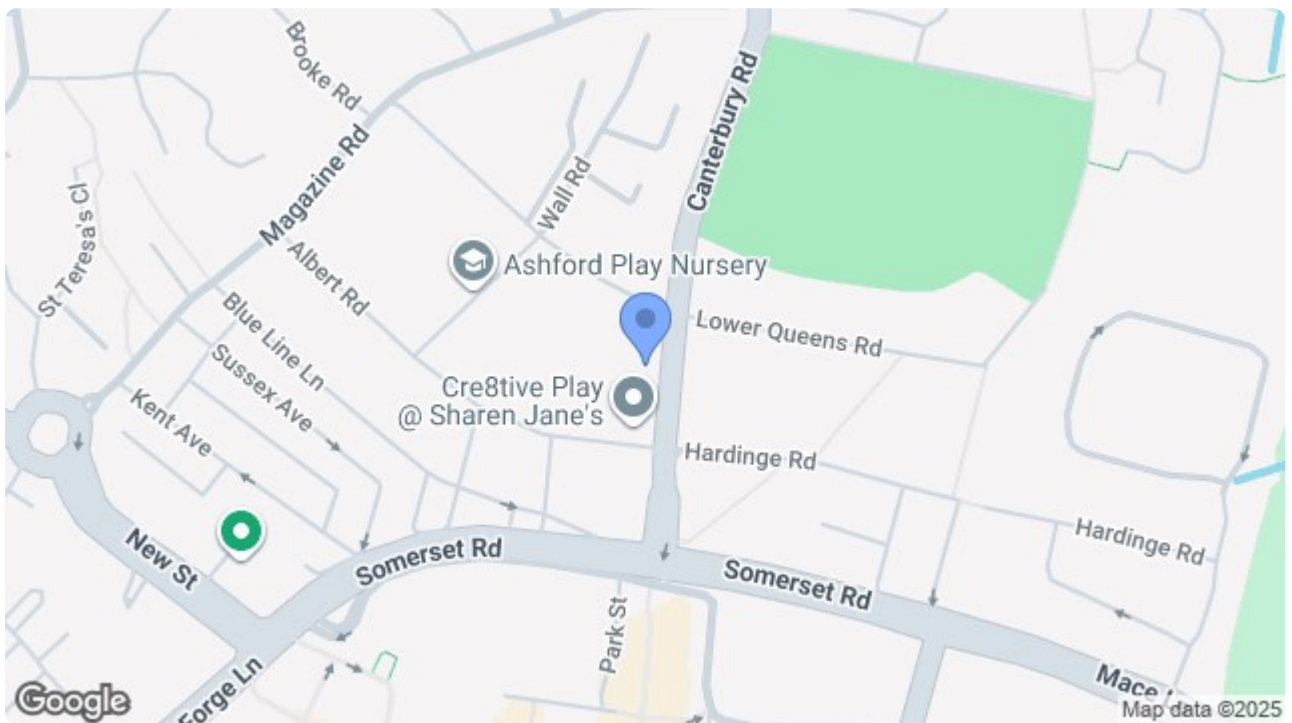 Brooke Rd
Canterbury Rd
Magazine Rd
Wall Rd
St Teresa's Cl
Albert Rd
Ashford Play Nursery
Blue Line Ln
Lower Queens Rd
Sussex Ave
Cre8tive Play
@ Sharen Jane's
Kent Ave
Hardinge Rd
Hardinge Rd
New St
Somerset Rd
Somerset Rd
Park St
Forge Ln
Mace
Google
Map data ©2025